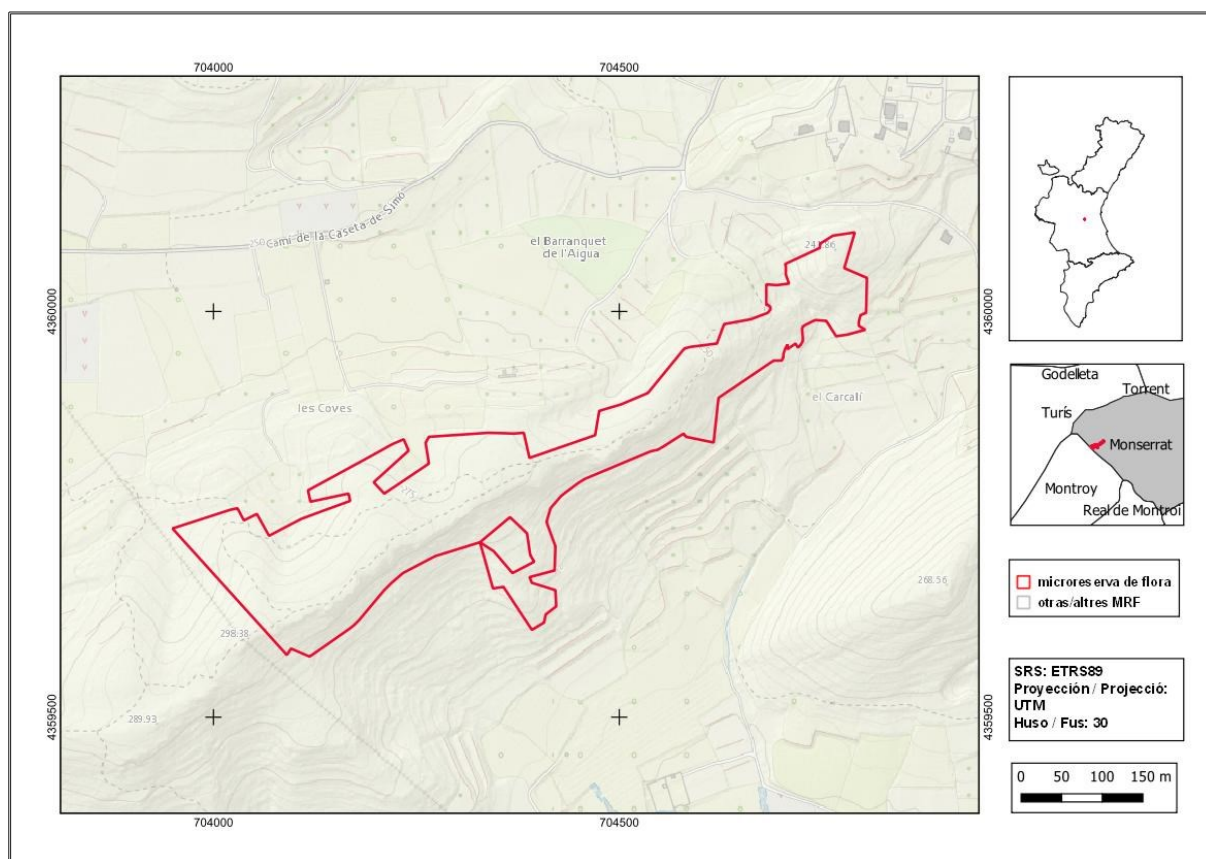 704000
704500
4360000
4360000
4359500
4359500
704000
704500
250
Camí de la Caseta de Simó
el Barranquet
de l'Aigua
241.86
les Coves
el Carcalí
275
298.38
289.93
268.56
Godelleta
Torrent
Turís
Monserrat
Montroy
Real de Montroi
microreserva de flora
otras/altres MRF
SRS: ETRS89
Proyección / Projecció:
UTM
Huso / Fus: 30
0 50 100 150 m